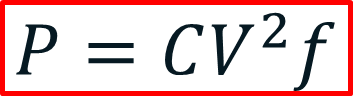 P = CV²f